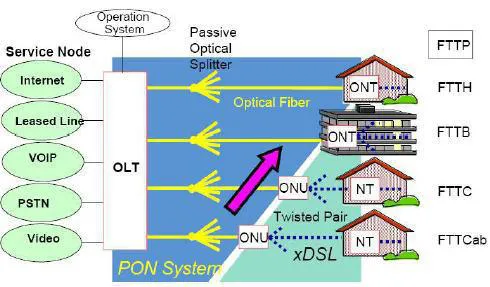 Operation
System
Service Node
Passive
Optical
Splitter
FTTP
Internet
ONT
FTTH
Optical Fiber
Leased Line
ONT
FTTB
VOIP
OLT
ONU
NT
FTTC
PSTN
Twisted Pair
Video
ONU
NT
FTTCab
xDSL
PON System